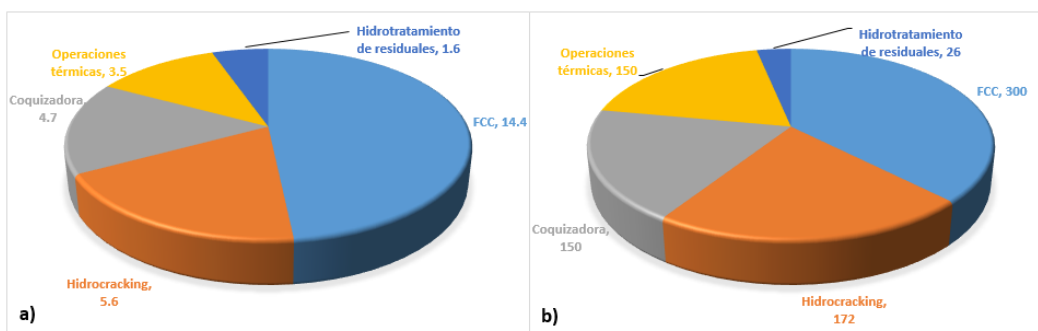 Hidrotratamiento
de residuales, 1.6
Operaciones
térmicas, 3.5
Coquizadora,
4.7
FCC, 14.4
Hidrocracking,
5.6
a)
Hidrotratamiento
de residuales, 26
Operaciones
térmicas, 150
FCC, 300
Coquizadora,
150
Hidrocracking,
172
b)